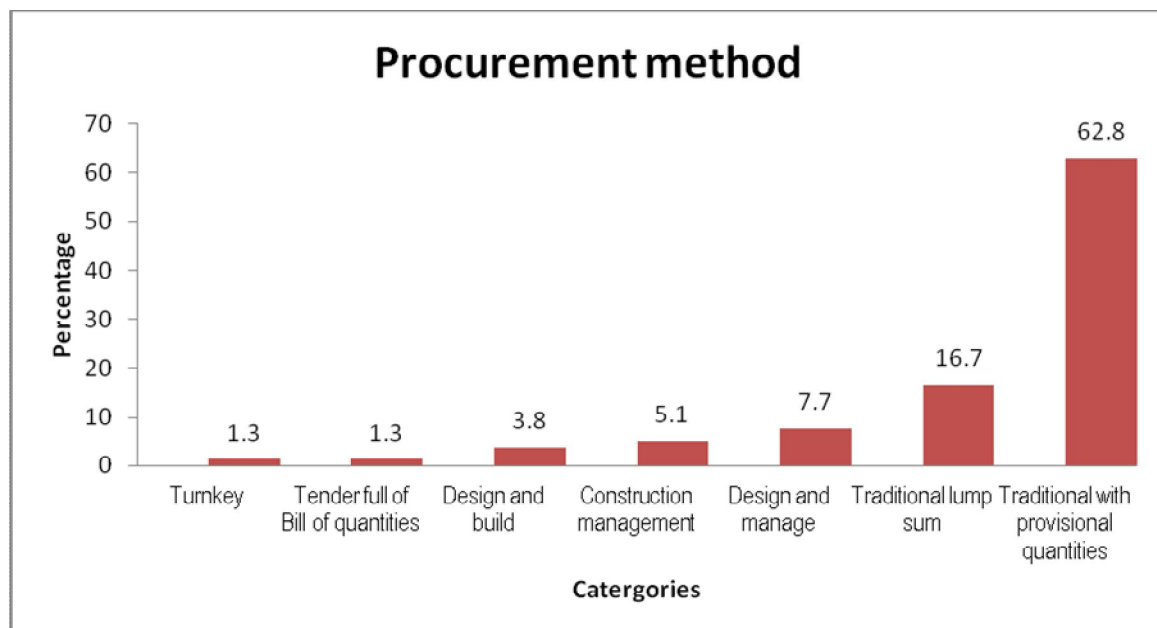 Procurement method
Percentage
70
60
50
40
30
20
10
0
1.3
1.3
3.8
5.1
7.7
16.7
62.8
Turnkey
Tender full of
Bill of quantities
Design and
build
Construction
management
Design and
manage
Traditional lump
sum
Traditional with
provisional
quantities
Catergories